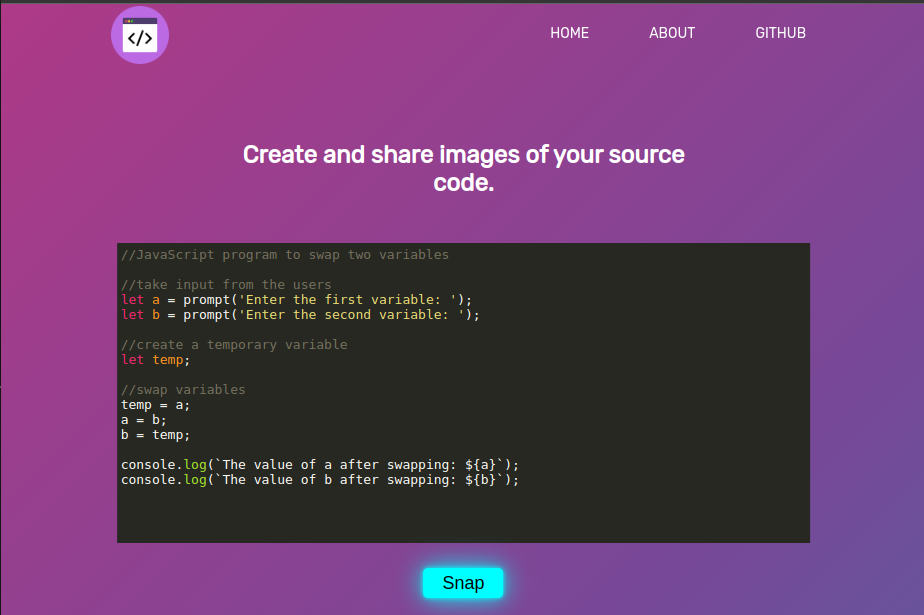 </>
HOME ABOUT GITHUB
Create and share images of your source
code.
//JavaScript program to swap two variables
//take input from the users
let a = prompt('Enter the first variable: ');
let b = prompt('Enter the second variable: ');
//create a temporary variable
let temp;
//swap variables
temp = a;
a = b;
b = temp;
console.log(`The value of a after swapping: ${a}`);
console.log(`The value of b after swapping: ${b}`);
Snap